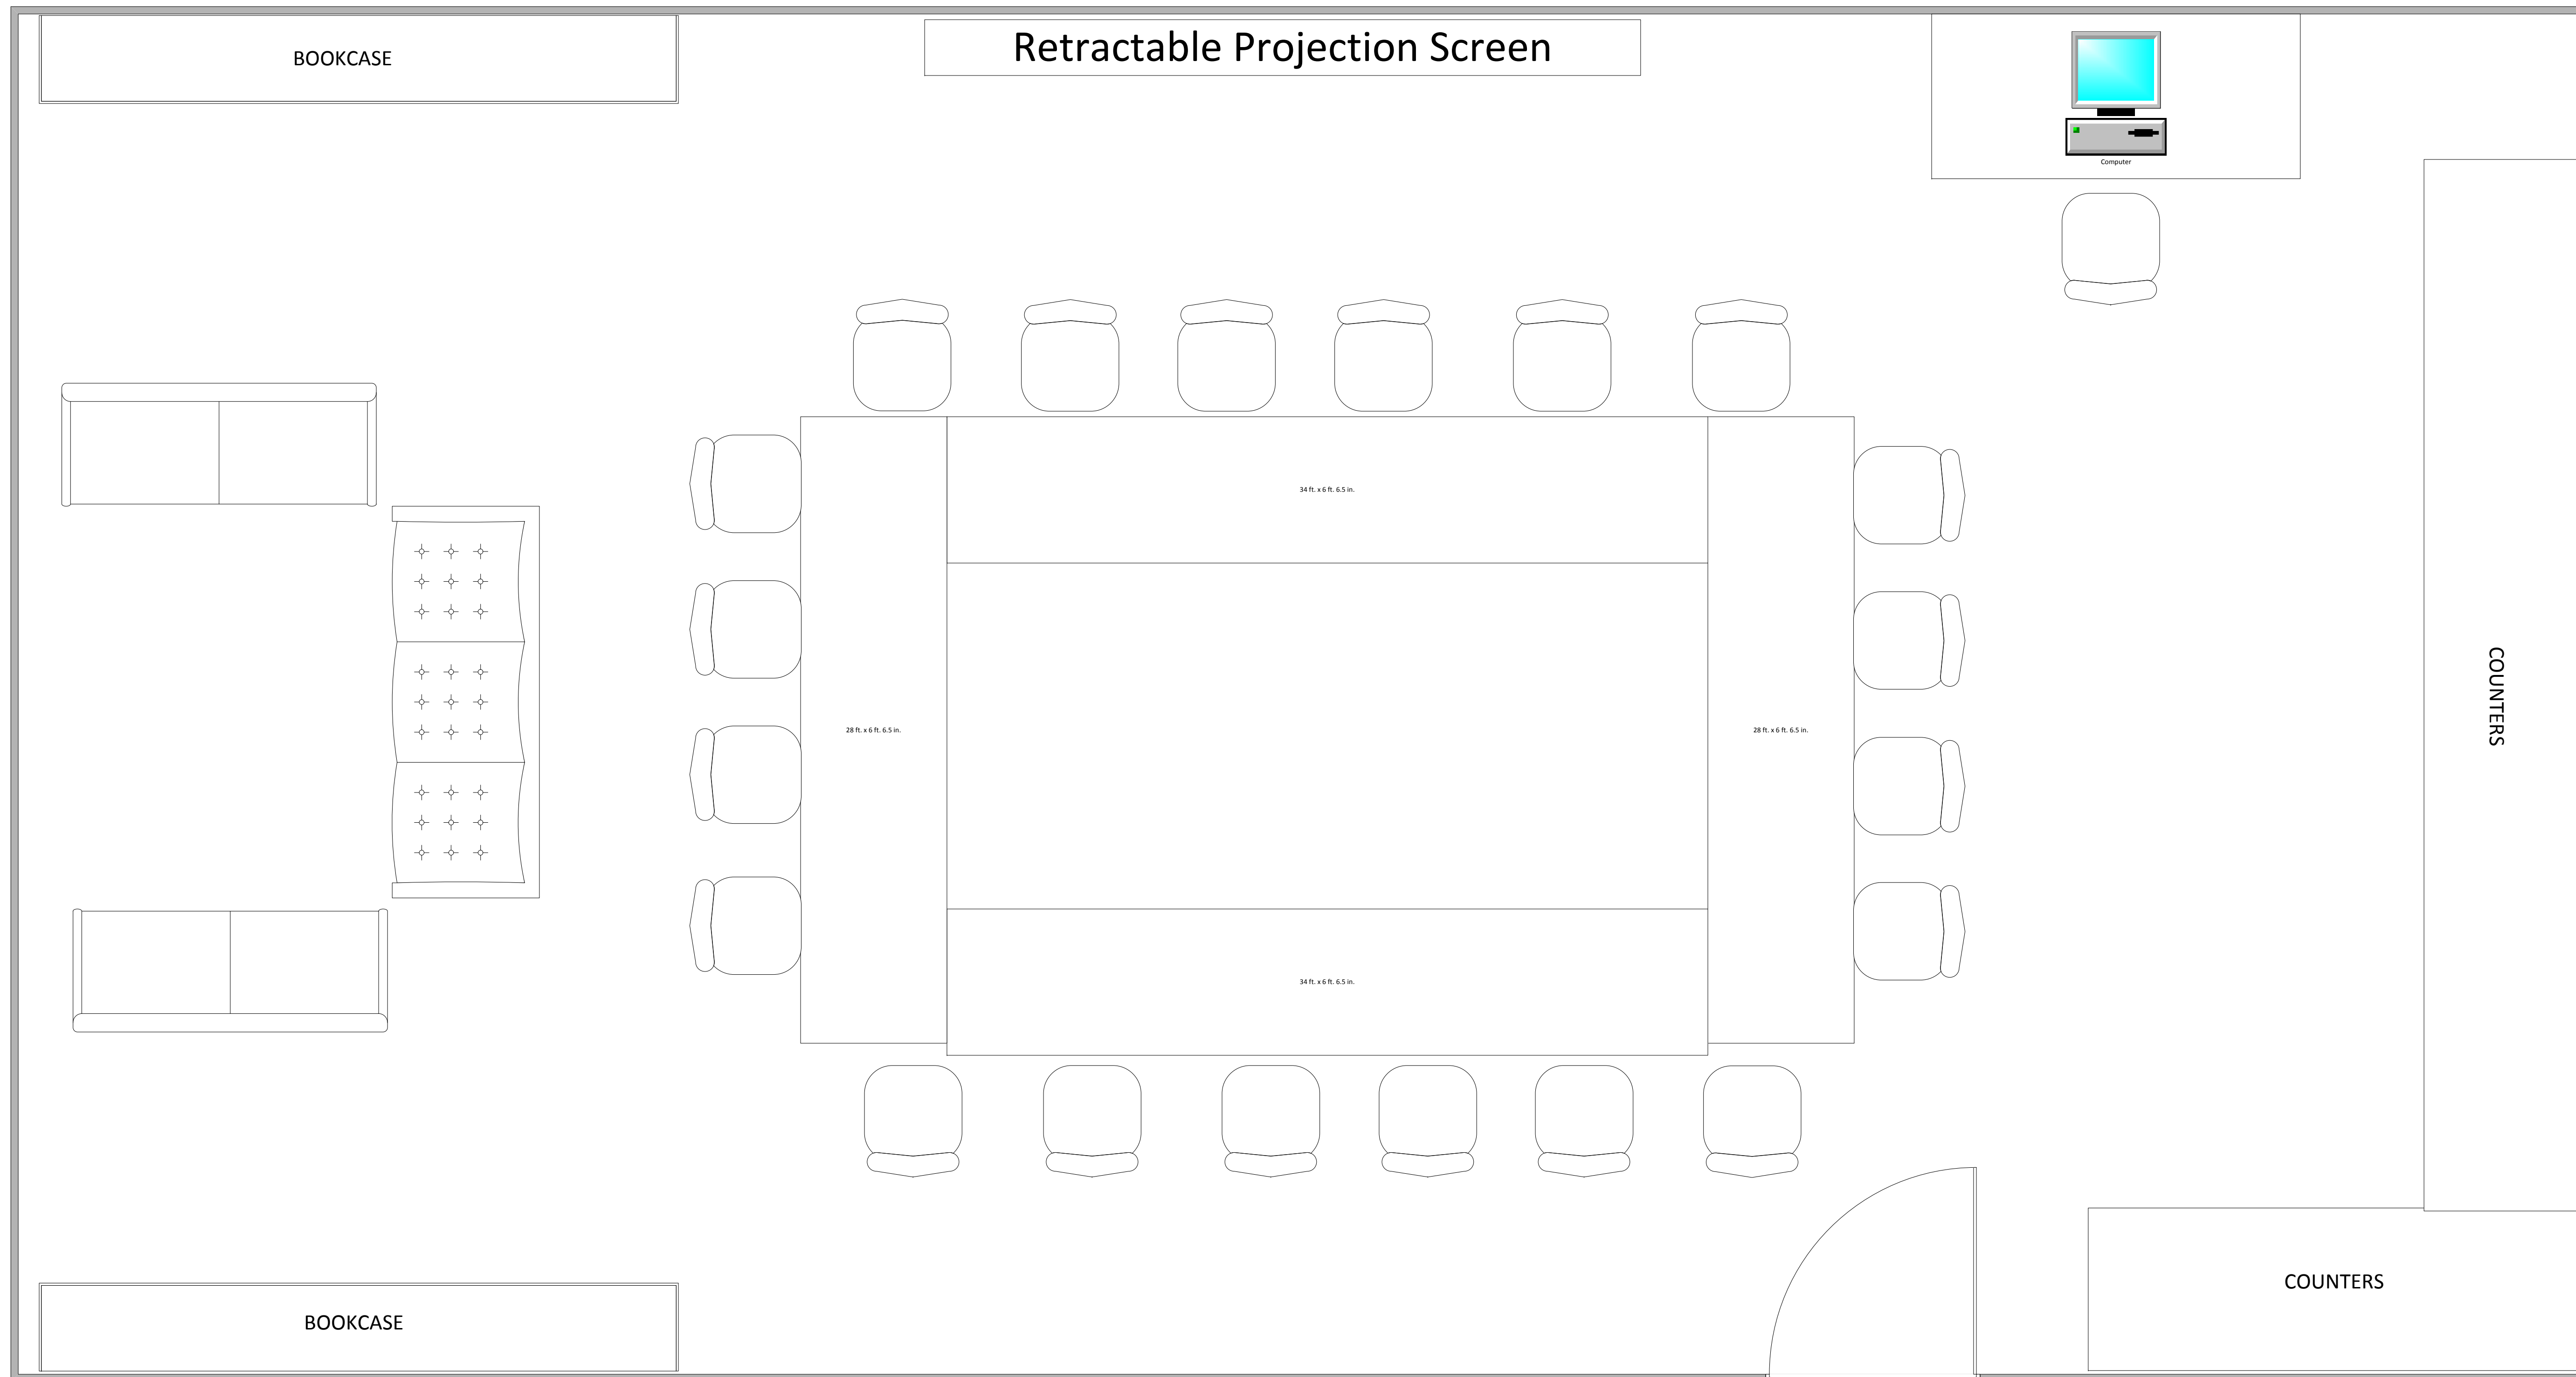 BOOKCASE
Retractable Projection Screen
Computer
34 ft. x 6 ft. 6.5 in.
28 ft. x 6 ft. 6.5 in.
28 ft. x 6 ft. 6.5 in.
COUNTERS
34 ft. x 6 ft. 6.5 in.
COUNTERS
BOOKCASE